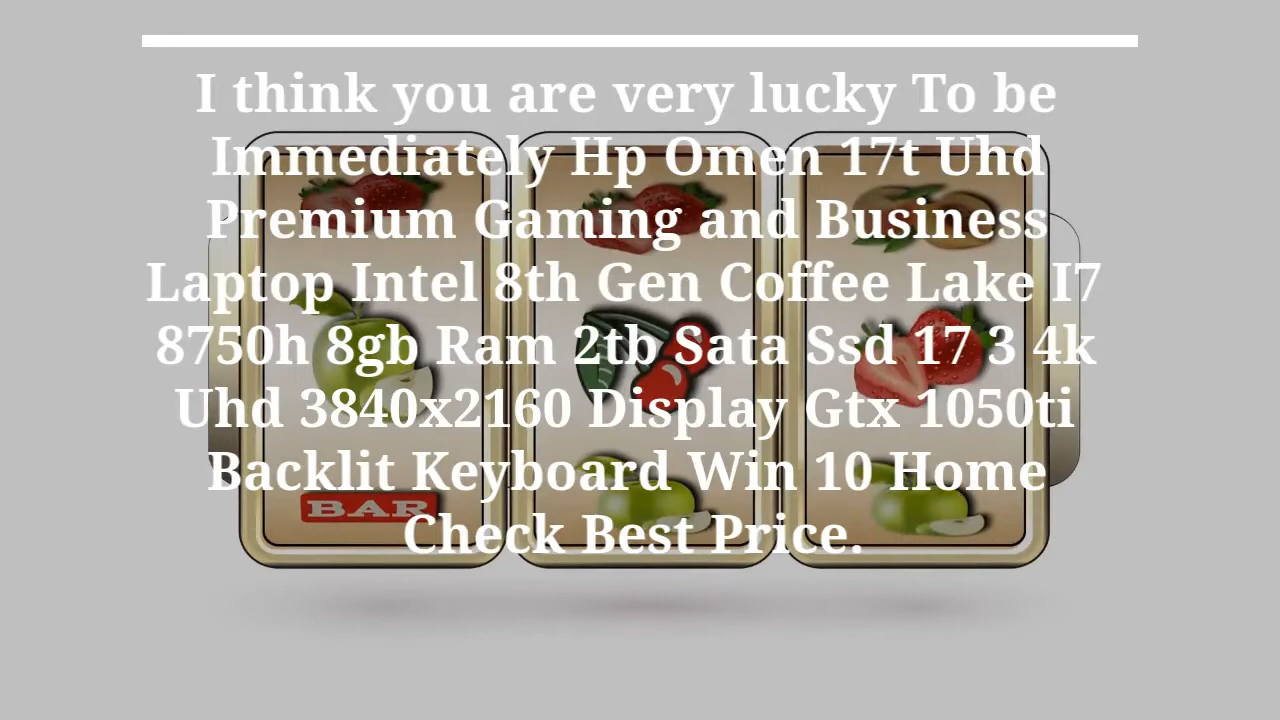 I think you are very lucky To be
Immediately Hp Omen 17t Uhd
Premium Gaming and Business
Laptop Intel 8th Gen Coffee Lake I7
8750h 8gb Ram 2tb Sata Ssd 17 3 4k
Uhd 3840x2160 Display Gtx 1050ti
Backlit Keyboard Win 10 Home
BAR
Check Best Price.